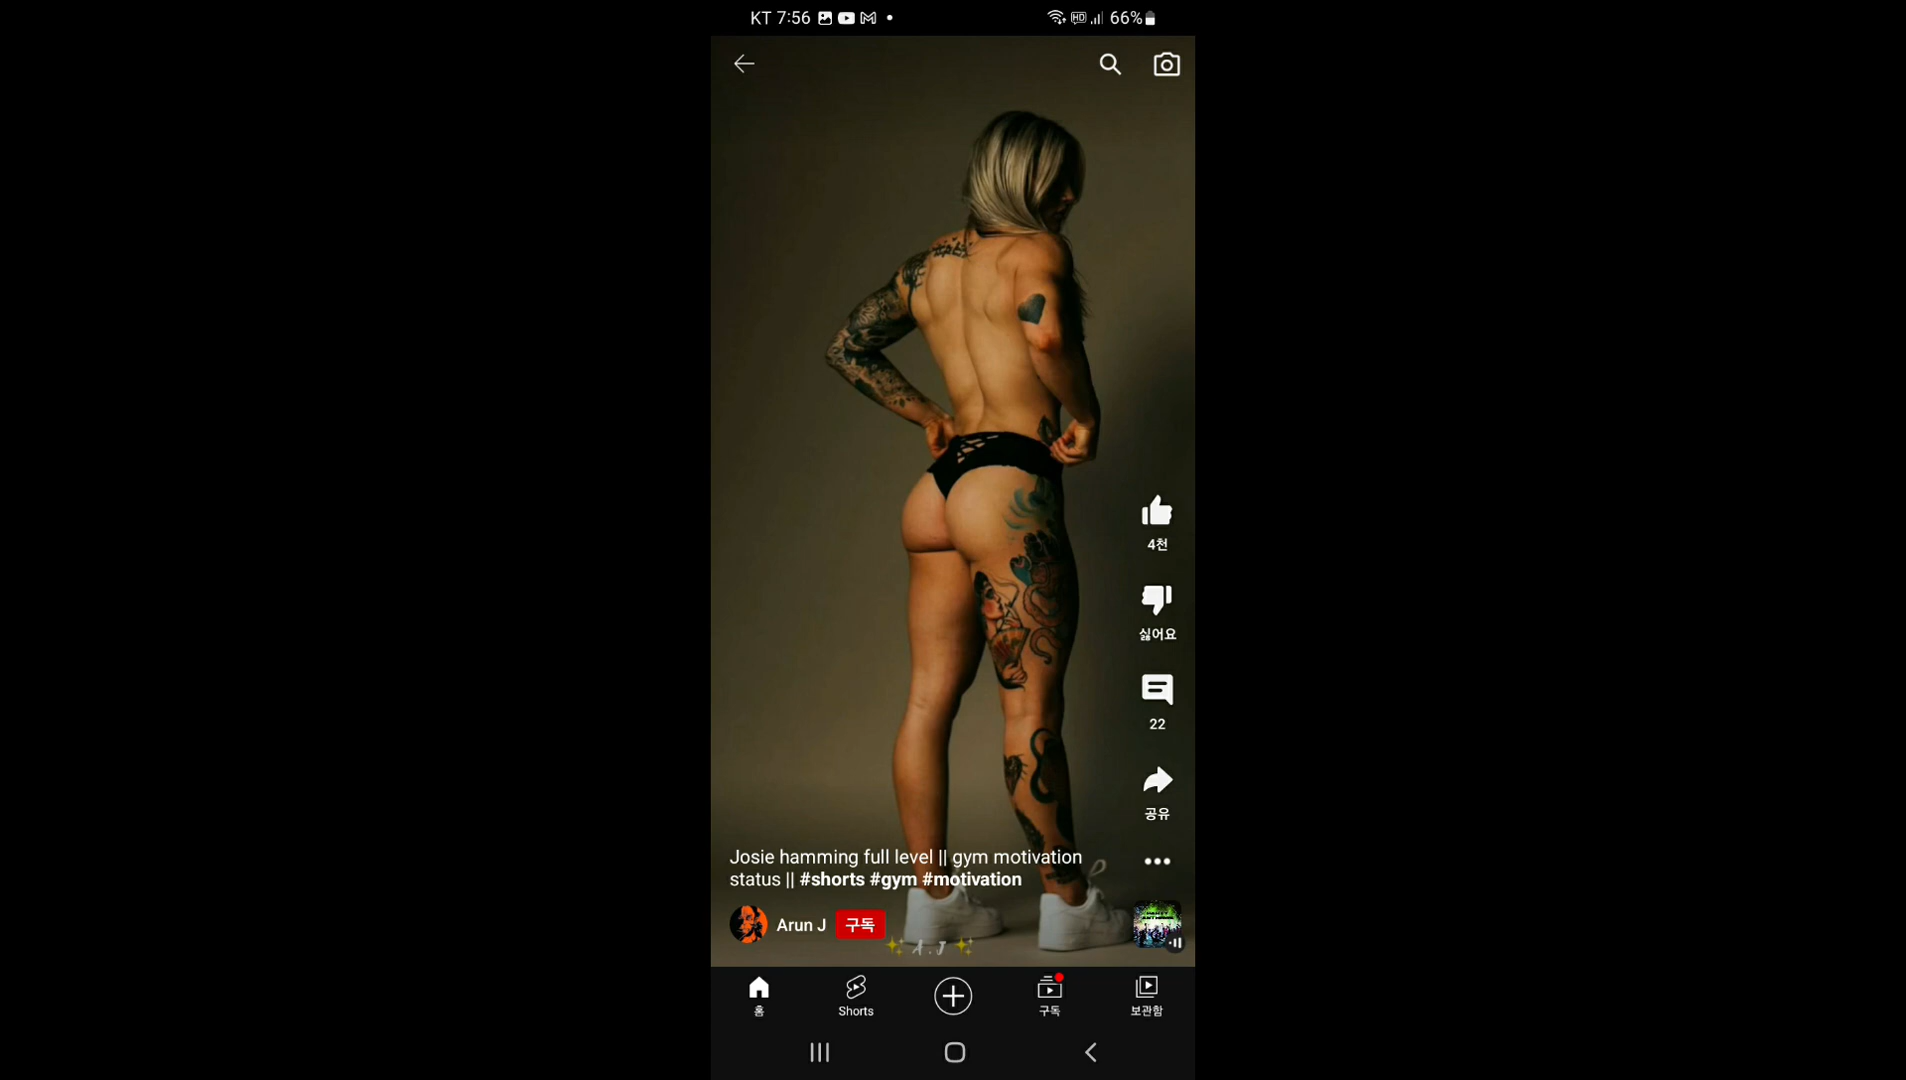 KT 7:56
HD 66%
4천
싫어요
22
공유
Josie hamming full level || gym motivation
status || #shorts #gym #motivation
Arun J 구독
A.J
홈 Shorts 구독 보관함